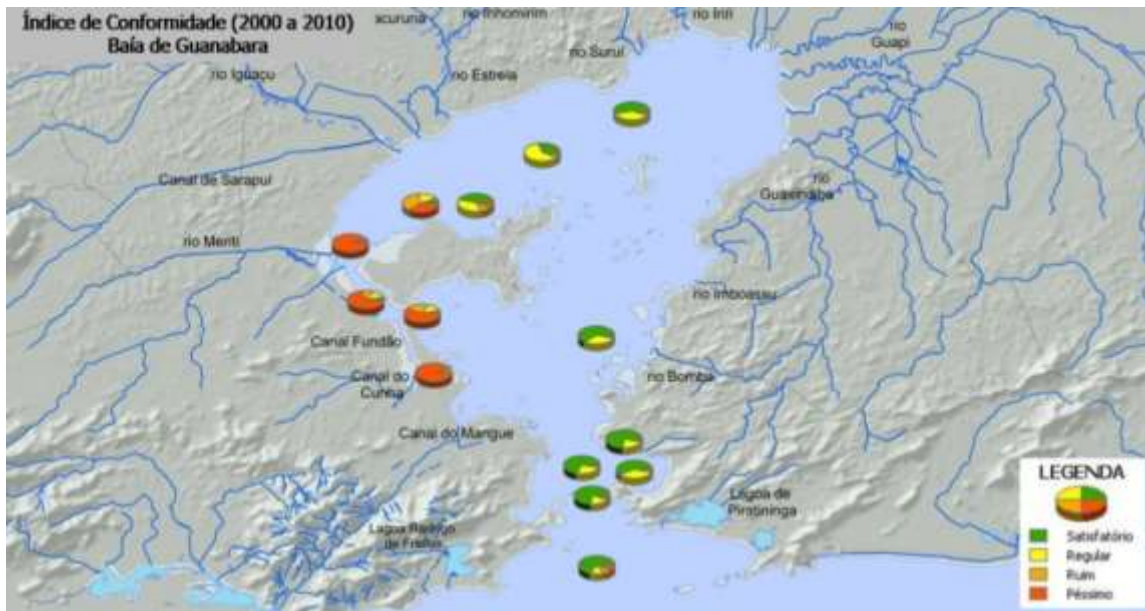 Índice de Conformidade (2000 a 2010)
Baía de Guanabara
rio Inhomirim
rio Iriri
rio
Guapi
rio Suruí
rio Iguaçu
rio Estrela
Canal de Sarapuí
rio
Guaxindiba
rio Meriti
rio Imboassu
Canal Fundão
Canal do
Cunha
rio Bomba
Canal do Mangue
Lagoa de
Piratininga
Lagoa Rodrigo
de Freitas
LEGENDA
Satisfatório
Regular
Ruim
Péssimo